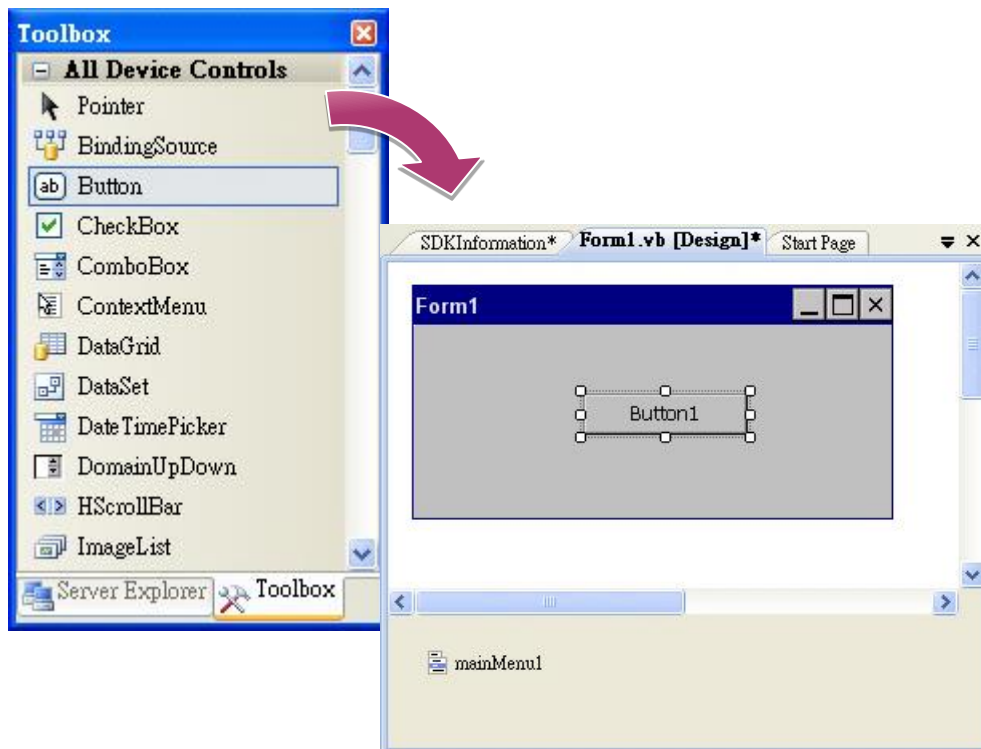 Toolbox
All Device Controls
Pointer
BindingSource
ab Button
CheckBox
ComboBox
ContextMenu
DataGrid
DataSet
DateTimePicker
DomainUpDown
HScrollBar
ImageList
Server Explorer Toolbox
SDKInformation* Form1.vb [Design]* Start Page
Form1
Button1
mainMenu1